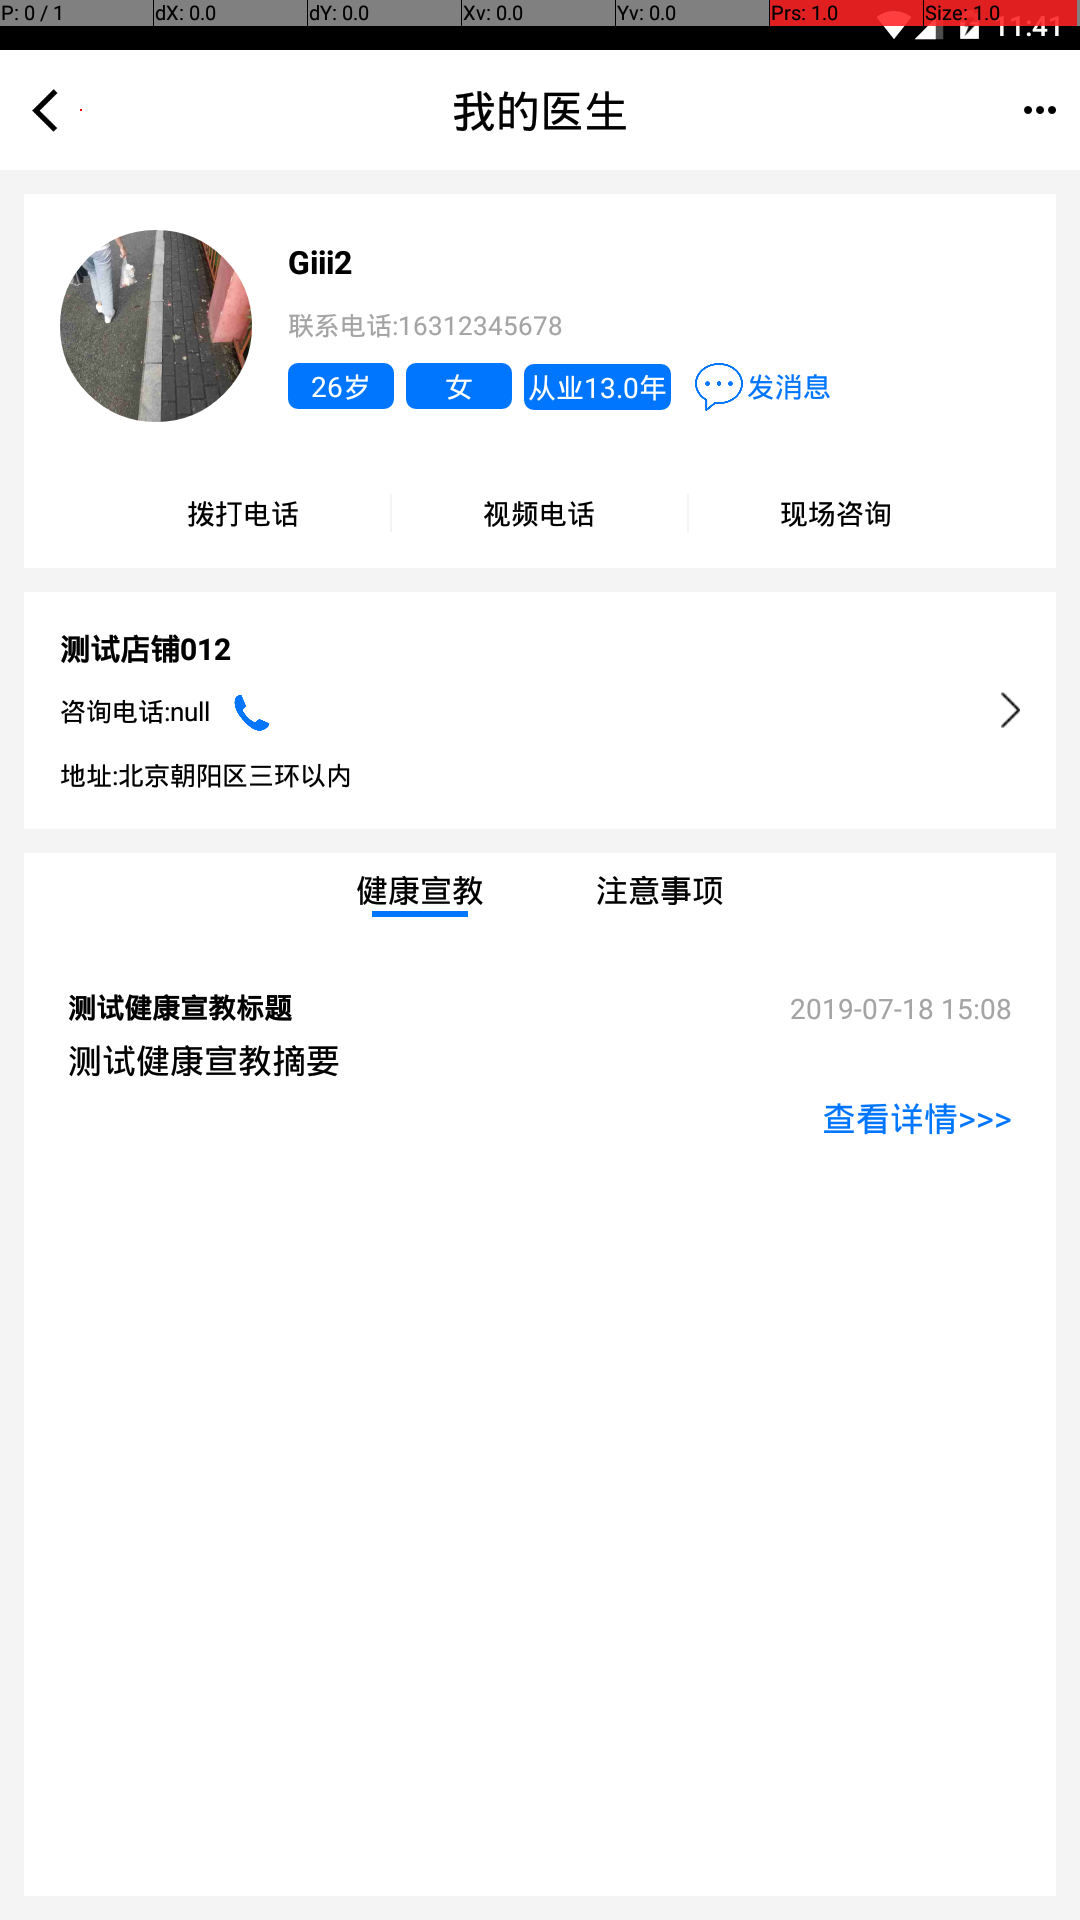 P: 0 / 1 dX: 0.0 dY: 0.0 Xv: 0.0 Yv: 0.0 Prs: 1.0 Size: 1.0
11:41
我的医生
Giii2
联系电话:16312345678
26岁 女 从业13.0年 发消息
拨打电话 视频电话 现场咨询
测试店铺012
咨询电话:null
地址:北京朝阳区三环以内
健康宣教 注意事项
测试健康宣教标题 2019-07-18 15:08
测试健康宣教摘要
查看详情>>>